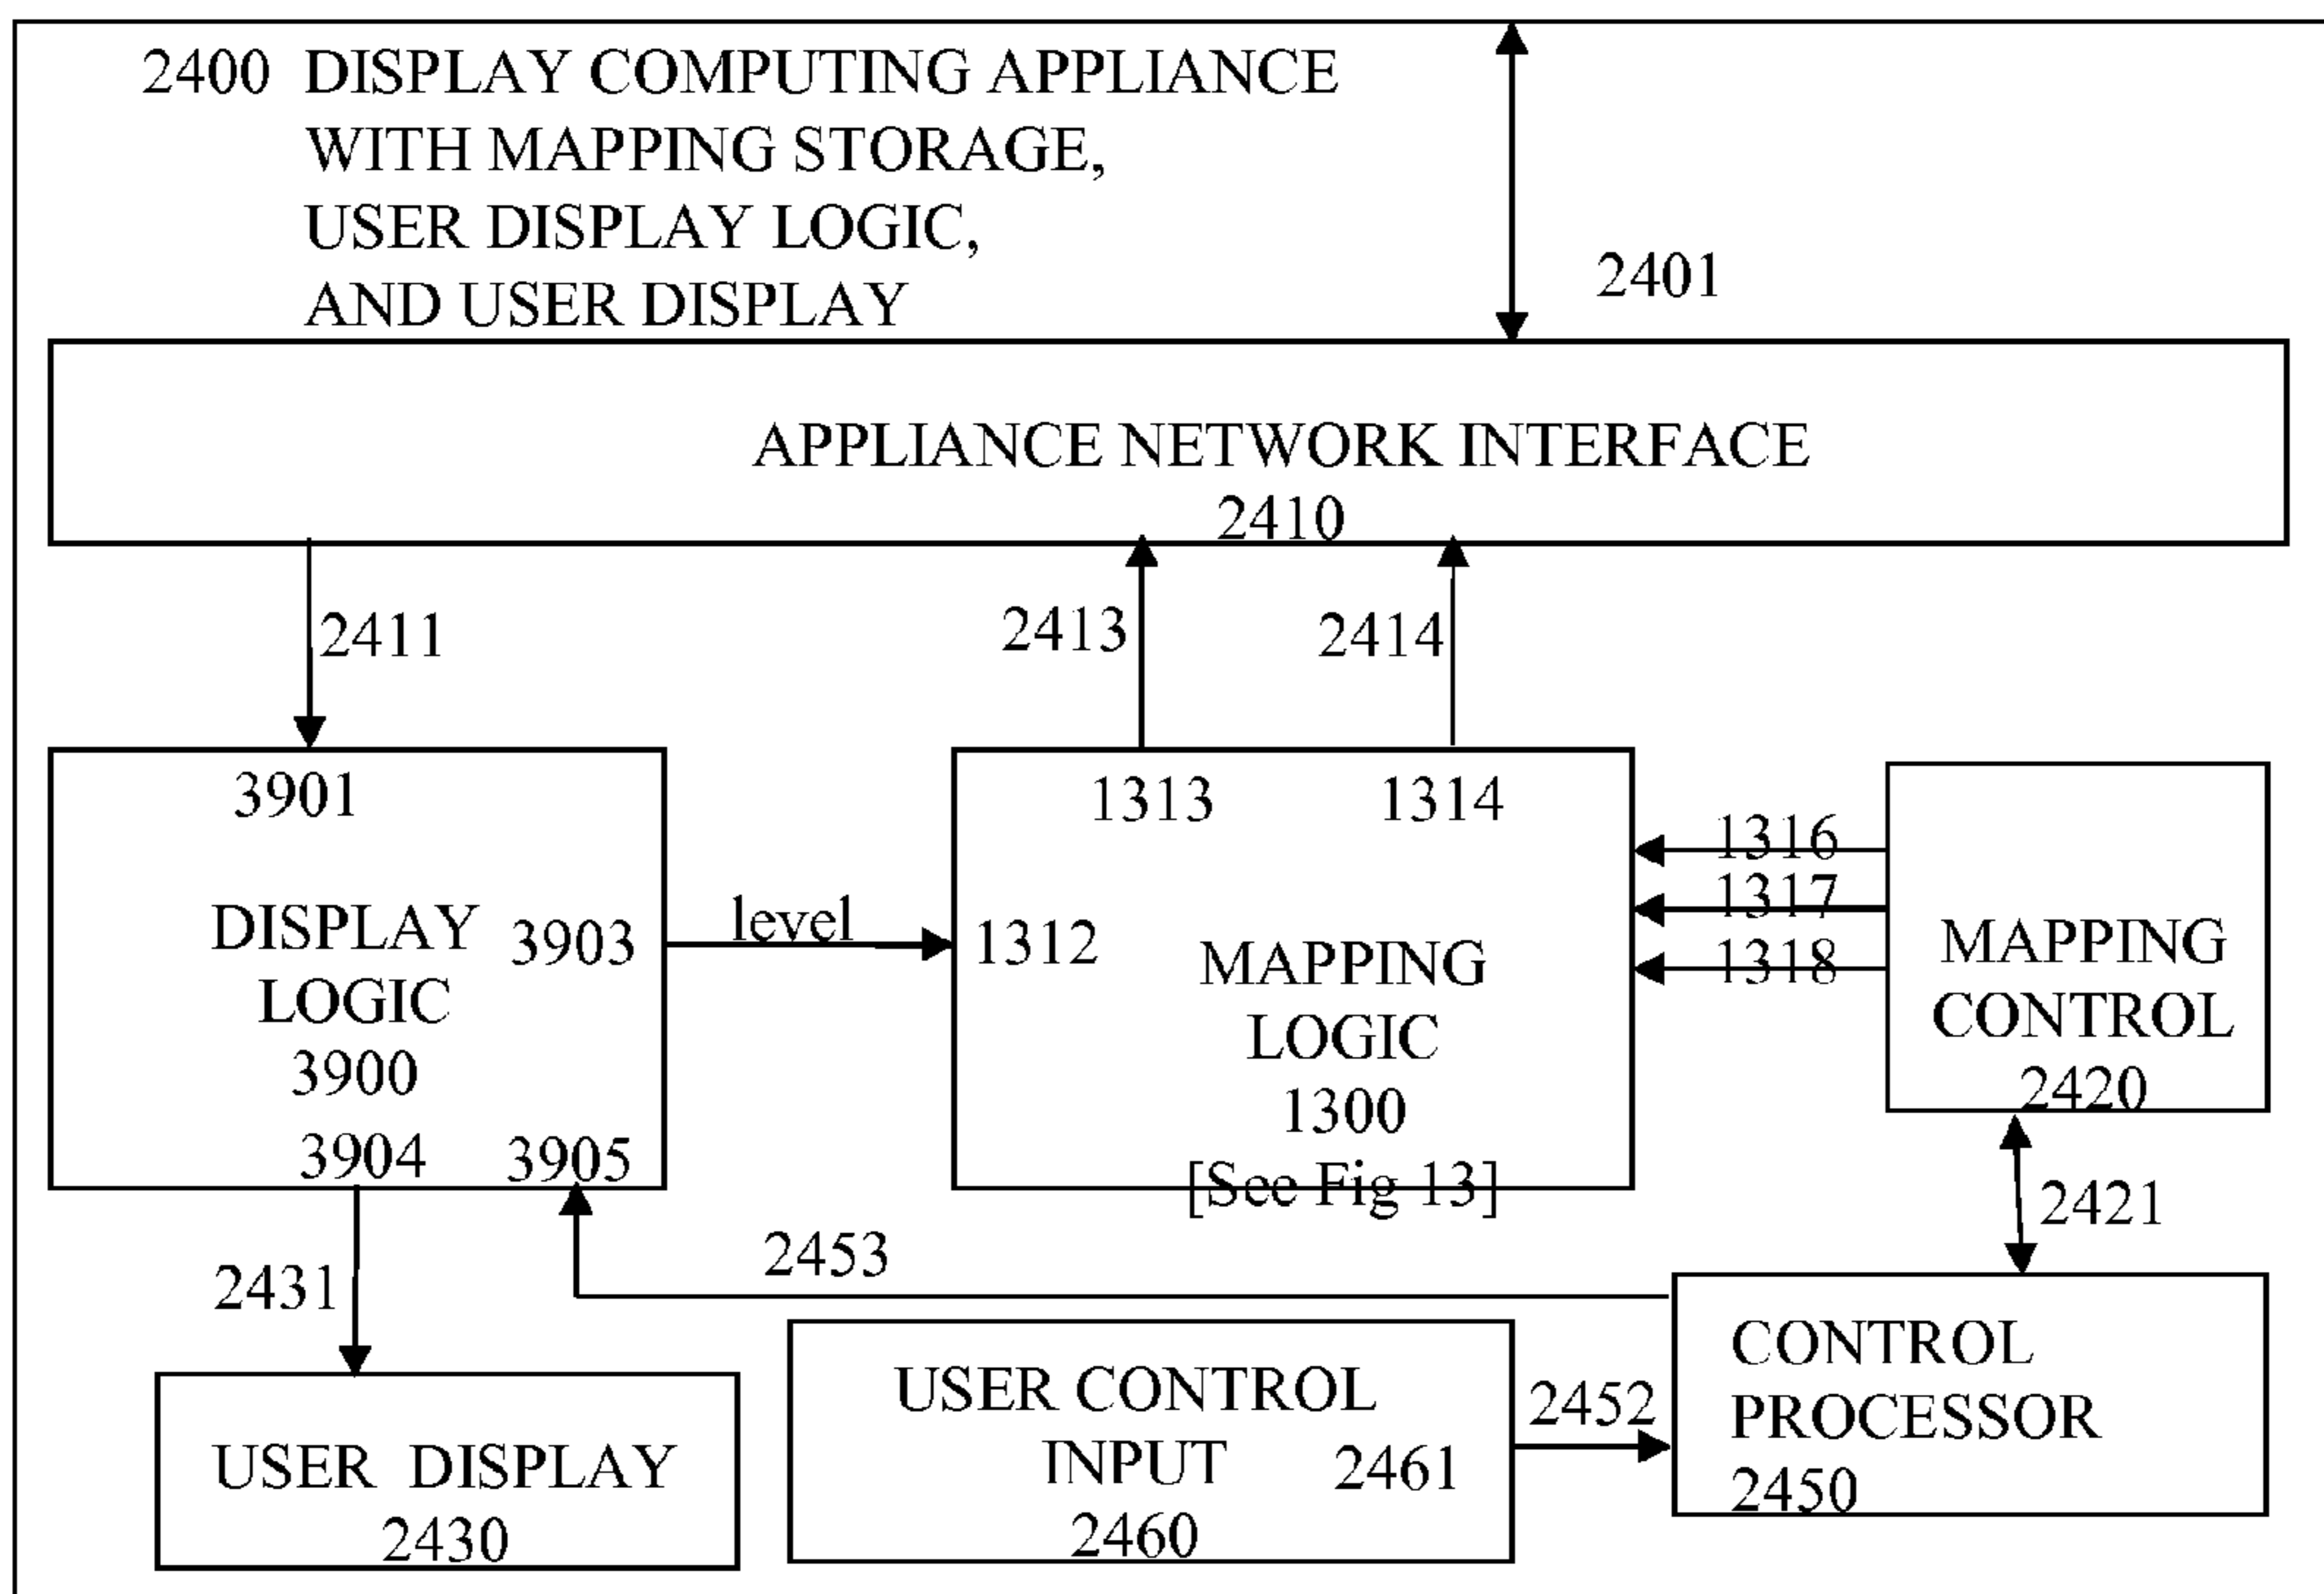 2400 DISPLAY COMPUTING APPLIANCE
WITH MAPPING STORAGE,
USER DISPLAY LOGIC,
AND USER DISPLAY
2401
APPLIANCE NETWORK INTERFACE
2410
2411
2413
2414
3901
DISPLAY
LOGIC
3900
3903
3904
3905
level
1312
1313
1314
MAPPING
LOGIC
1300
[See Fig 13]
1316
1317
1318
MAPPING
CONTROL
2420
2421
2453
2431
USER DISPLAY
2430
USER CONTROL
INPUT
2461
2460
2452
CONTROL
PROCESSOR
2450